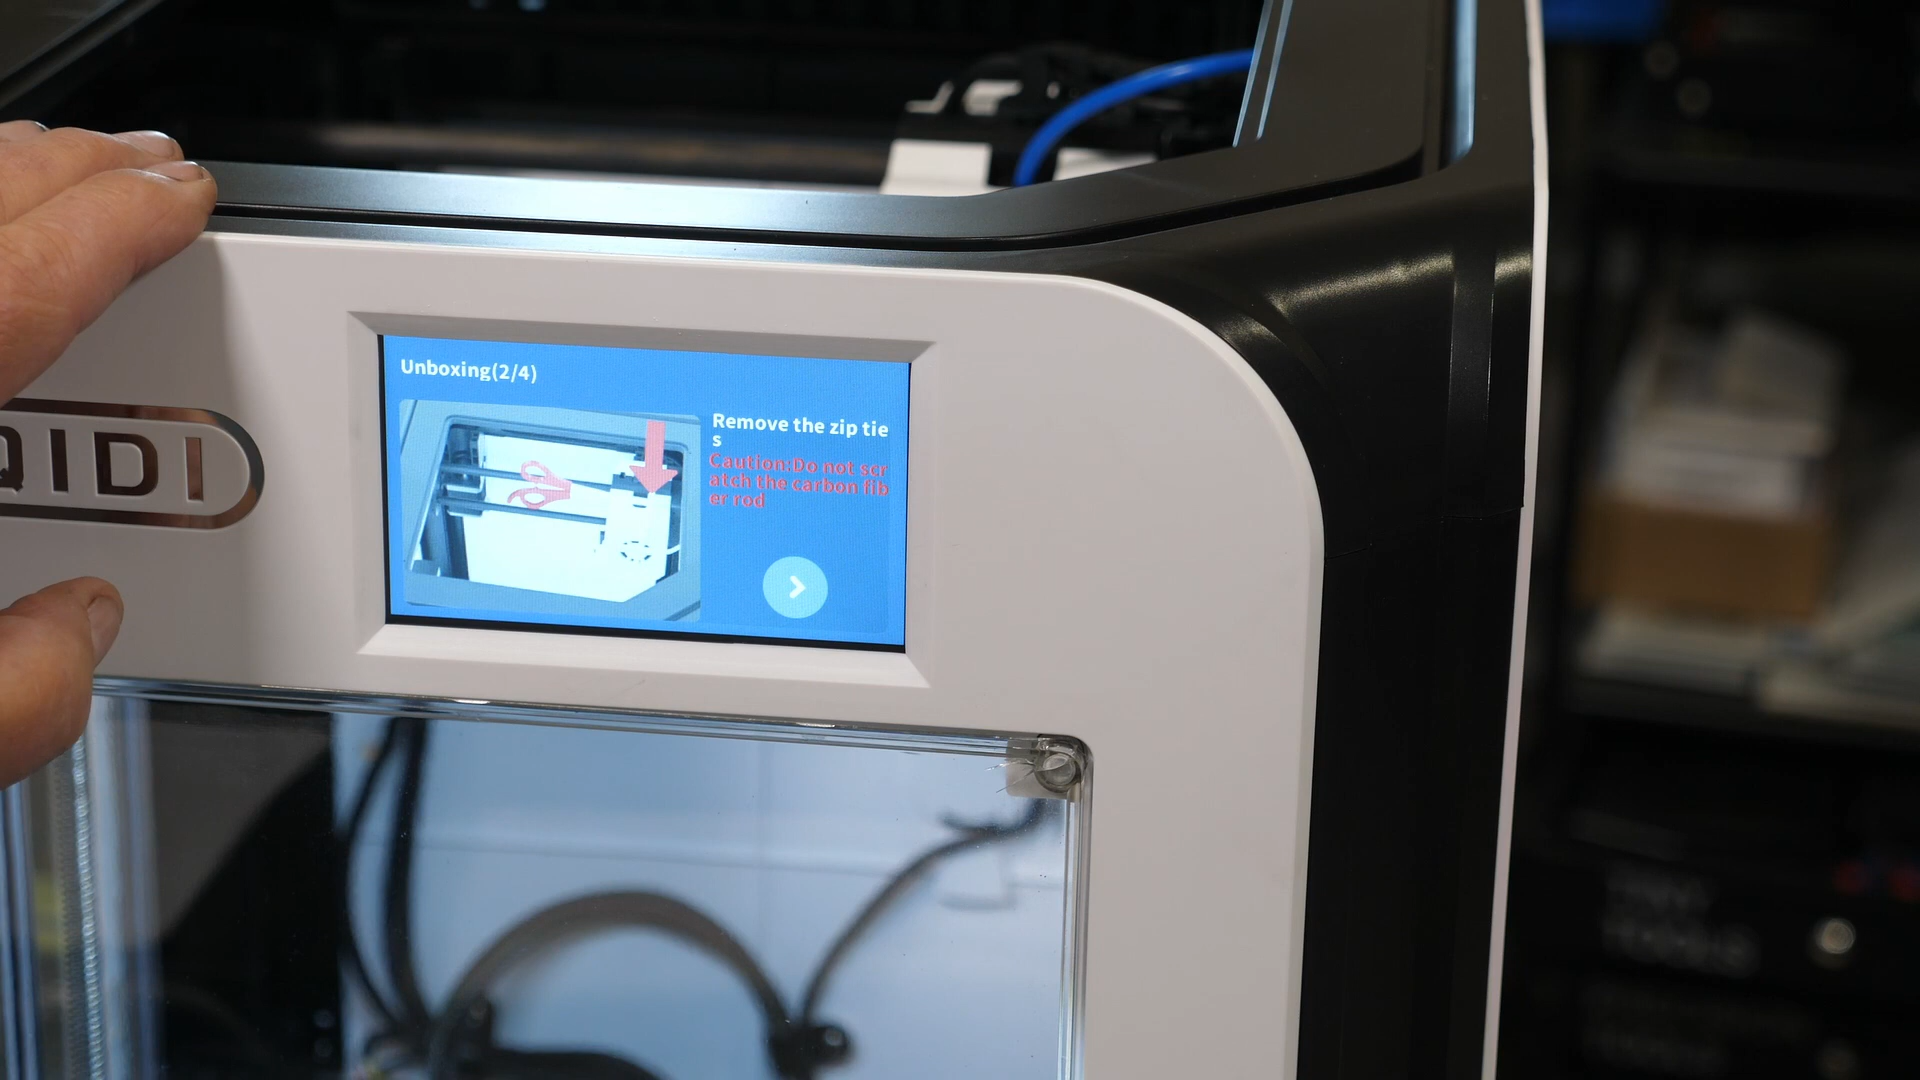 Unboxing(2/4)
Remove the zip tie
s
Caution:Do not scr
atch the carbon fib
er rod
QIDI